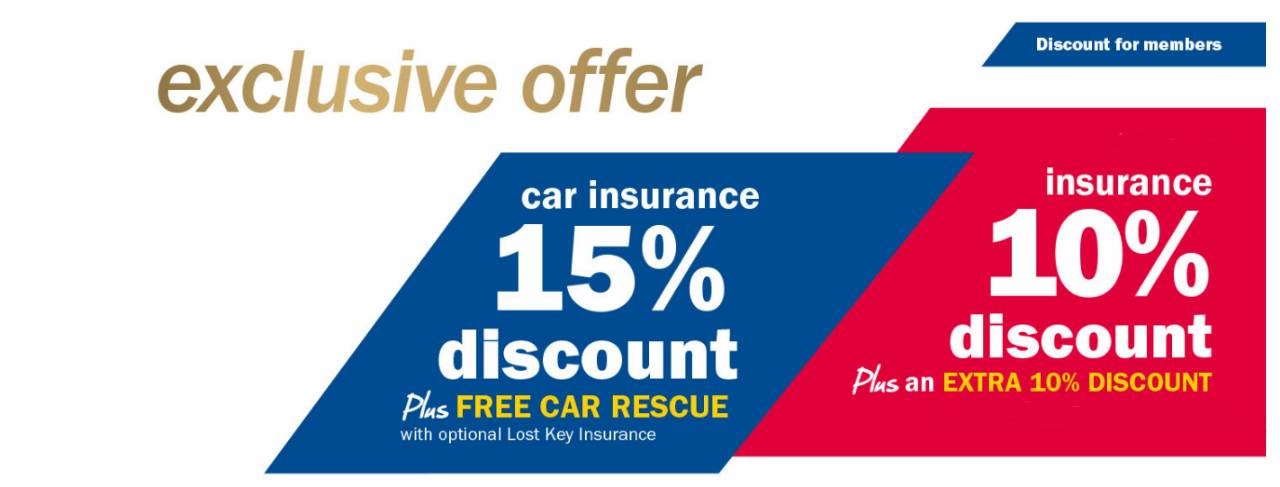 exclusive offer
Discount for members
car insurance
15%
discount
Plus FREE CAR RESCUE
with optional Lost Key Insurance
insurance
10%
discount
Plus an EXTRA 10% DISCOUNT